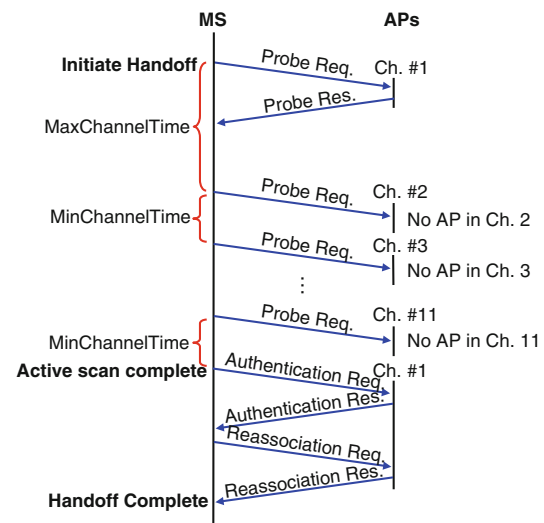 MS APs
Initiate Handoff Probe Req. Ch. #1
Probe Res.
MaxChannelTime
Probe Req. Ch. #2
MinChannelTime No AP in Ch. 2
Probe Req. Ch. #3
No AP in Ch. 3
...
Probe Req. Ch. #11
MinChannelTime No AP in Ch. 11
Active scan complete Authentication Req. Ch. #1
Authentication Res.
Reassociation Req.
Reassociation Res.
Handoff Complete